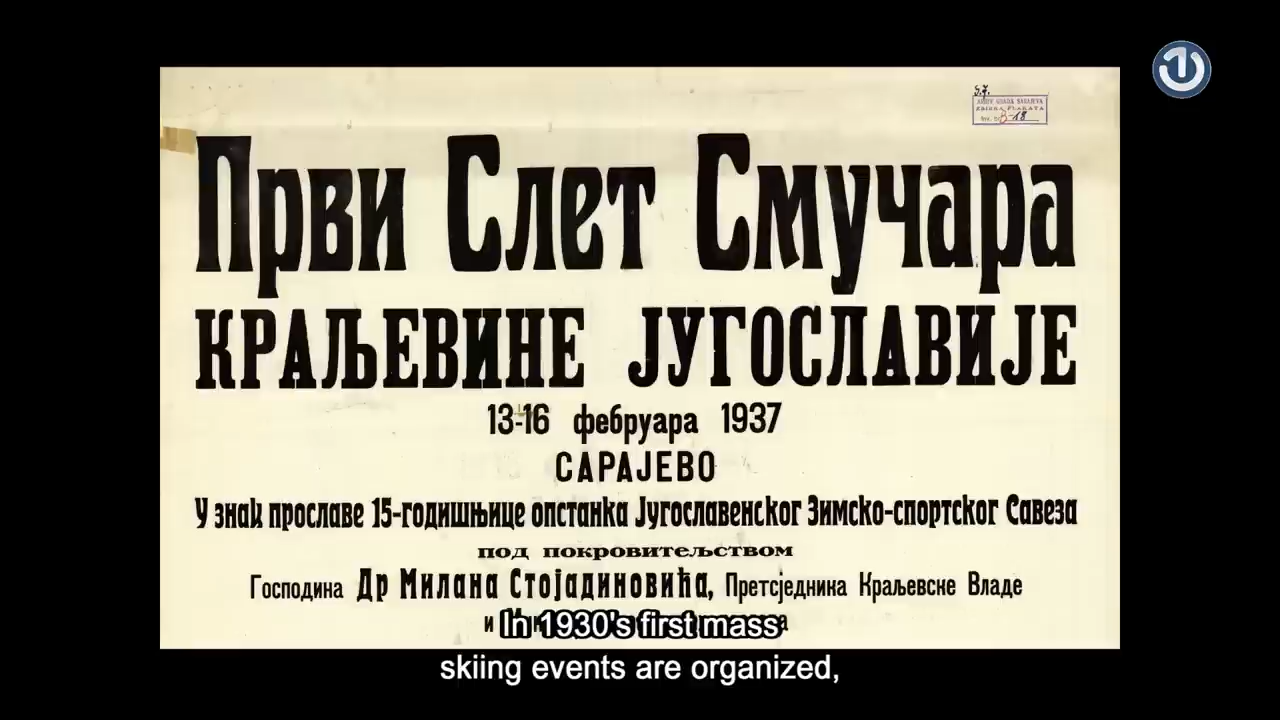 Први Слет Смучара
КРАЉЕВИНЕ ЈУГОСЛАВИЈЕ
13-16 фебруара 1937
САРАЈЕВО
У знак прославе 15-годишњице опстанка Југославенског Зимско-спортског Савеза
под покровитељством
Господина Др Милана Стојадиновића, Претсједника Краљевске Владе
и
In 1930's first mass
skiing events are organized,